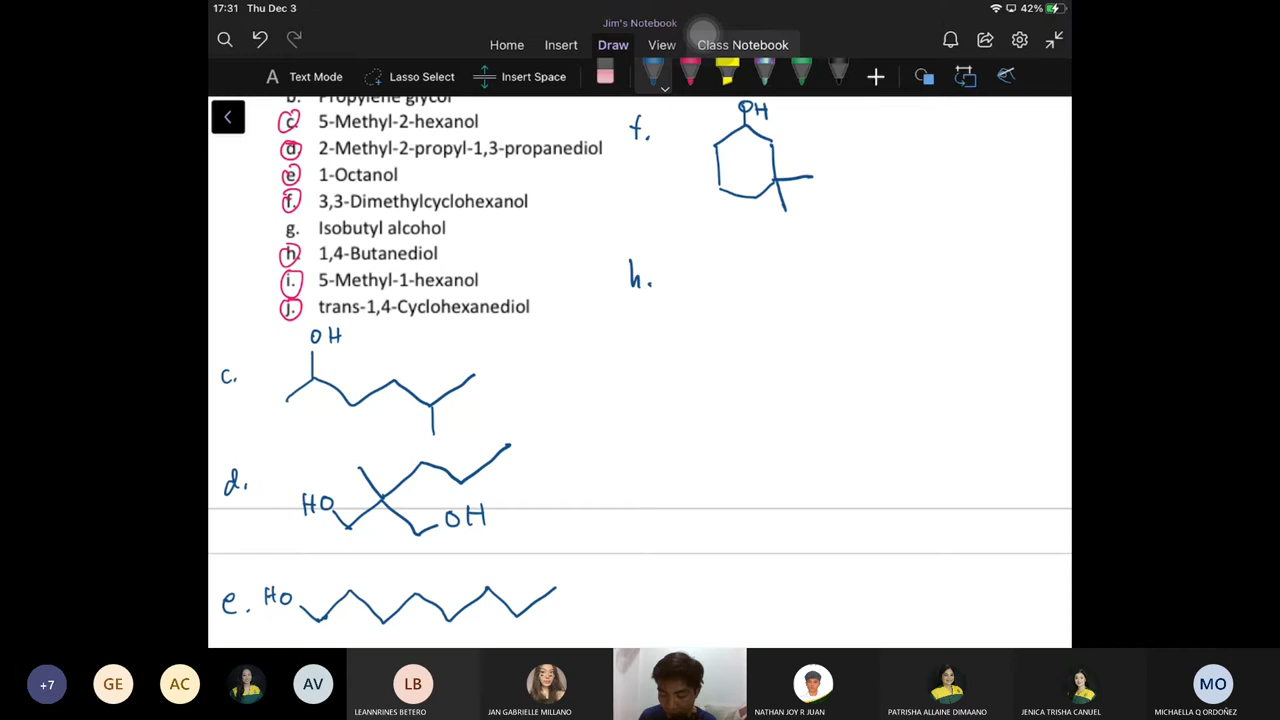 17:31 Thu Dec 3
42%
Jim's Notebook
Home Insert Draw View Class Notebook
A Text Mode Lasso Select Insert Space
b. Propylene glycol
c. 5-Methyl-2-hexanol
d. 2-Methyl-2-propyl-1,3-propanediol
e. 1-Octanol
f. 3,3-Dimethylcyclohexanol
g. Isobutyl alcohol
h. 1,4-Butanediol
i. 5-Methyl-1-hexanol
j. trans-1,4-Cyclohexanediol
f.
OH
h.
OH
c.
d.
HO
OH
e. HO
+7 GE AC AV LB MO
LEANNRINES BETERO JAN GABRIELLE MILLANO NATHAN JOY R JUAN PATRISHA ALLAINE DIMAANO JENICA TRISHA CANUEL MICHAELLA Q ORDOÑEZ